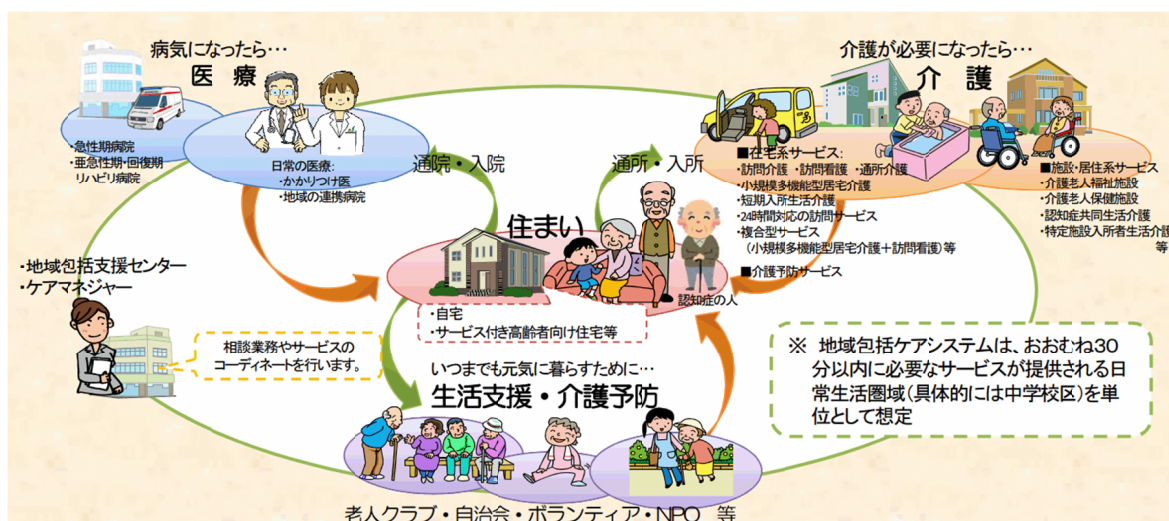 病気になったら…
医 療
介護が必要になったら…
介 護
・急性期病院
・亜急性期・回復期
リハビリ病院
日常の医療:
・かかりつけ医
・地域の連携病院
通院・入院
通所・入所
■在宅系サービス:
・訪問介護 ・訪問看護 ・通所介護
・小規模多機能型居宅介護
・短期入所生活介護
・24時間対応の訪問サービス
・複合型サービス
(小規模多機能型居宅介護+訪問看護)等
■介護予防サービス
■施設・居住系サービス
・介護老人福祉施設
・介護老人保健施設
・認知症共同生活介護
・特定施設入所者生活介護
等
住まい
認知症の人
・自宅
・サービス付き高齢者向け住宅等
・地域包括支援センター
・ケアマネジャー
相談業務やサービスの
コーディネートを行います。
いつまでも元気に暮らすために…
生活支援・介護予防
※ 地域包括ケアシステムは、おおむね30
分以内に必要なサービスが提供される日
常生活圏域(具体的には中学校区)を単
位として想定
老人クラブ・自治会・ボランティア・NPO 等